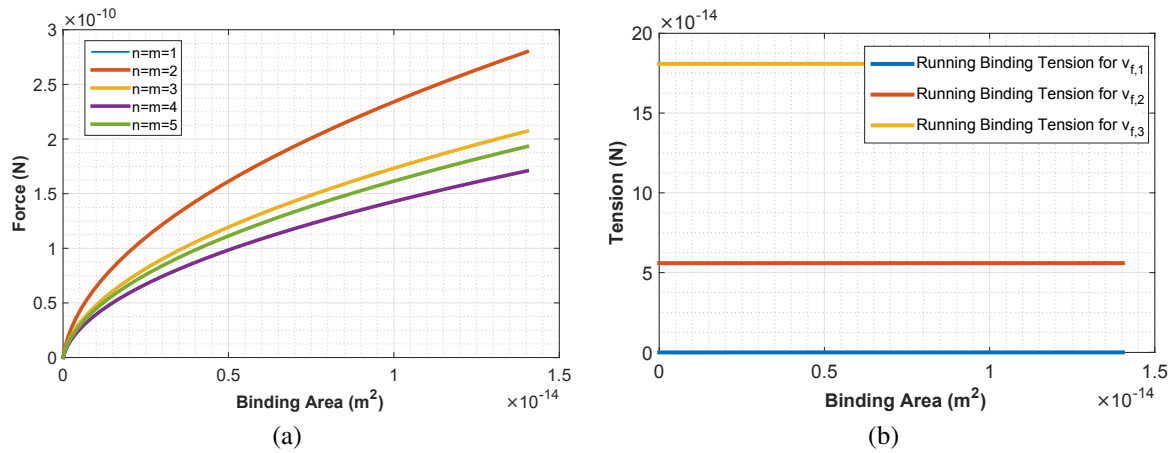 ×10⁻¹⁰
3
2.5
2
1.5
1
0.5
0
Force (N)
n=m=1
n=m=2
n=m=3
n=m=4
n=m=5
0 0.5 1 1.5
Binding Area (m²) ×10⁻¹⁴
(a)
×10⁻¹⁴
20
15
10
5
0
Tension (N)
Running Binding Tension for v_f,1
Running Binding Tension for v_f,2
Running Binding Tension for v_f,3
0 0.5 1 1.5
Binding Area (m²) ×10⁻¹⁴
(b)